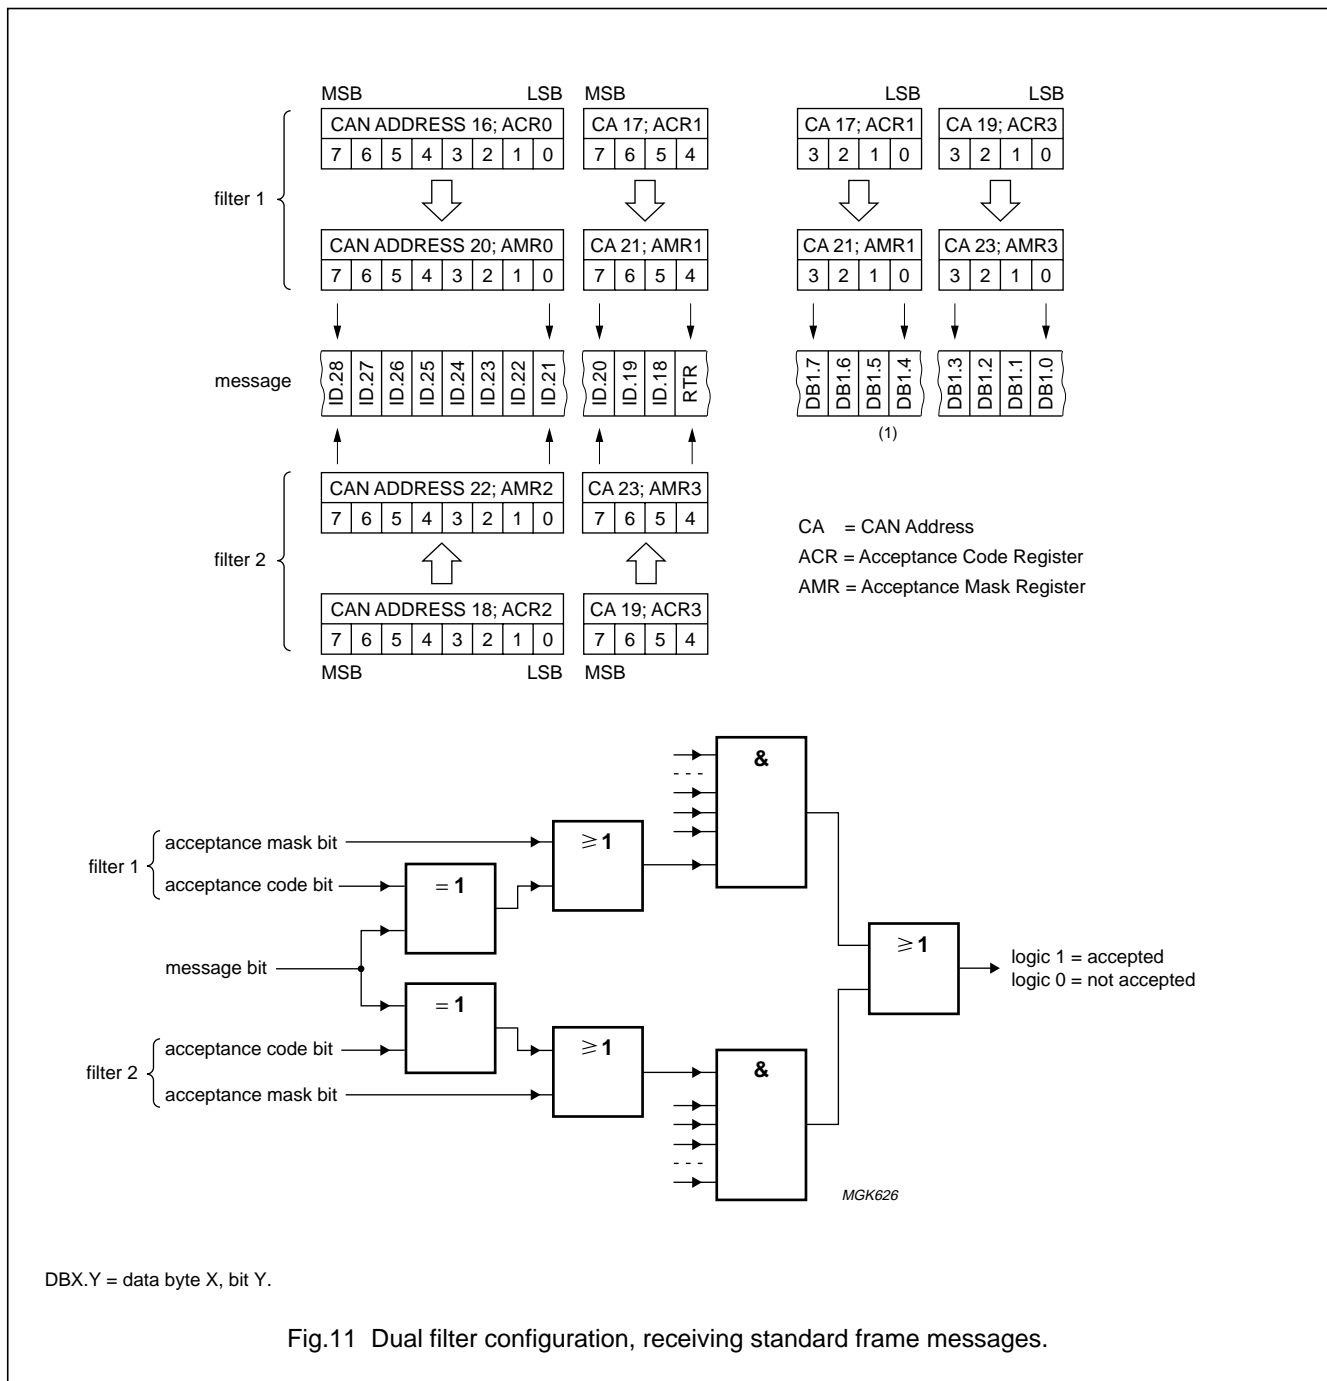 MSB LSB MSB LSB LSB
CAN ADDRESS 16; ACR0 CA 17; ACR1 CA 17; ACR1 CA 19; ACR3
7 6 5 4 3 2 1 0 7 6 5 4 3 2 1 0 3 2 1 0
filter 1
CAN ADDRESS 20; AMR0 CA 21; AMR1 CA 21; AMR1 CA 23; AMR3
7 6 5 4 3 2 1 0 7 6 5 4 3 2 1 0 3 2 1 0
message ID.28 ID.27 ID.26 ID.25 ID.24 ID.23 ID.22 ID.21 ID.20 ID.19 ID.18 RTR DB1.7 DB1.6 DB1.5 DB1.4 DB1.3 DB1.2 DB1.1 DB1.0
(1)
CAN ADDRESS 22; AMR2 CA 23; AMR3
7 6 5 4 3 2 1 0 7 6 5 4
filter 2
CAN ADDRESS 18; ACR2 CA 19; ACR3
7 6 5 4 3 2 1 0 7 6 5 4
MSB LSB MSB
CA = CAN Address
ACR = Acceptance Code Register
AMR = Acceptance Mask Register
&
filter 1
acceptance mask bit
≥1
acceptance code bit
=1
message bit
≥1
logic 1 = accepted
logic 0 = not accepted
=1
filter 2
acceptance code bit
≥1
acceptance mask bit
&
MGK626
DBX.Y = data byte X, bit Y.
Fig.11 Dual filter configuration, receiving standard frame messages.